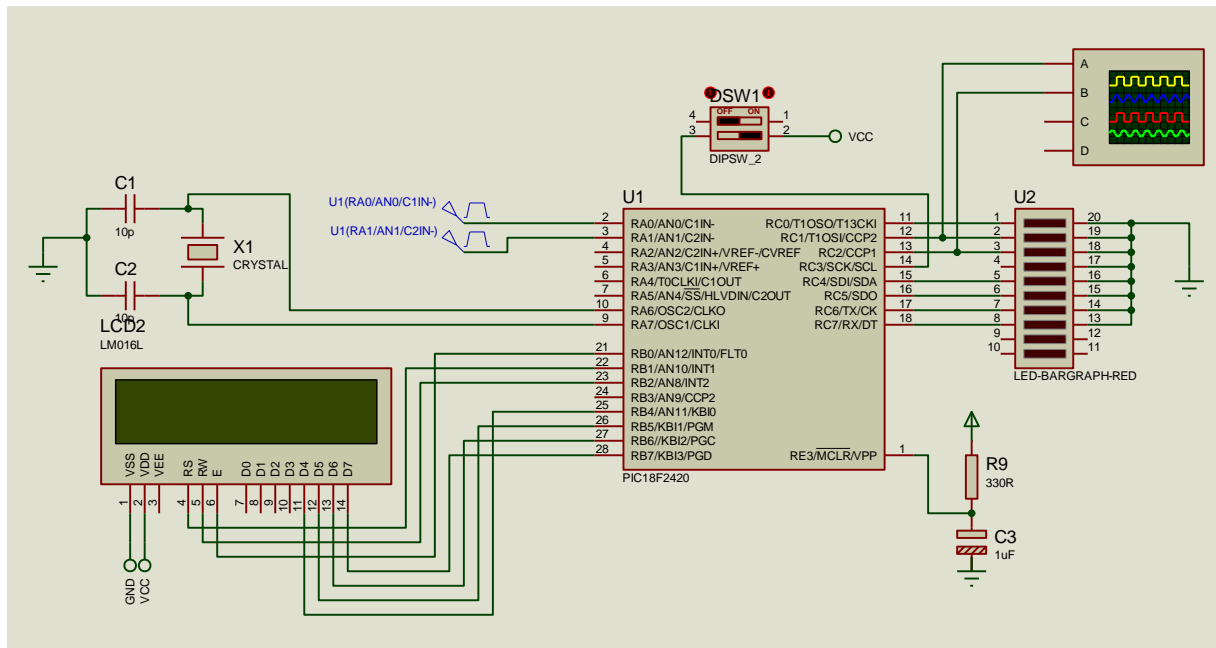 DSW1
OFF ON
4 1
3 2
VCC
DIPSW_2
A
B
C
D
C1
10p
X1
CRYSTAL
C2
10p
U1(RA0/AN0/C1IN-)
U1(RA1/AN1/C2IN-)
U1
2 RA0/AN0/C1IN- RC0/T1OSO/T13CKI 11
3 RA1/AN1/C2IN- RC1/T1OSI/CCP2 12
4 RA2/AN2/C2IN+/VREF-/CVREF RC2/CCP1 13
5 RA3/AN3/C1IN+/VREF+ RC3/SCK/SCL 14
6 RA4/T0CLKI/C1OUT RC4/SDI/SDA 15
7 RA5/AN4/SS/HLVDIN/C2OUT RC5/SDO 16
10 RA6/OSC2/CLKO RC6/TX/CK 17
9 RA7/OSC1/CLKI RC7/RX/DT 18
21 RB0/AN12/INT0/FLT0
22 RB1/AN10/INT1
23 RB2/AN8/INT2
24 RB3/AN9/CCP2
25 RB4/AN11/KBI0
26 RB5/KBI1/PGM
27 RB6//KBI2/PGC
28 RB7/KBI3/PGD RE3/MCLR/VPP 1
PIC18F2420
U2
1 20
2 19
3 18
4 17
5 16
6 15
7 14
8 13
9 12
10 11
LED-BARGRAPH-RED
R9
330R
C3
1uF
LCD2
LM016L
VSS VDD VEE RS RW E D0 D1 D2 D3 D4 D5 D6 D7
1 2 3 4 5 6 7 8 9 10 11 12 13 14
GND VCC